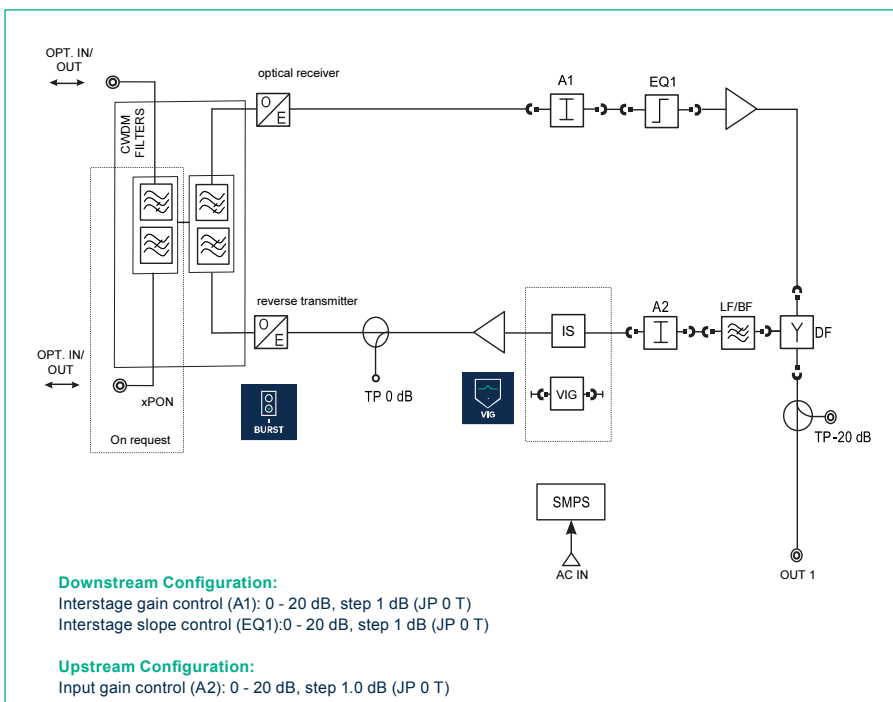 OPT. IN/
OUT
optical receiver
A1
EQ1
O
E
CWDM
FILTERS
reverse transmitter
O
E
IS
A2
LF/BF
Y
DF
OPT. IN/
OUT
xPON
TP 0 dB
VIG
BURST
VIG
On request
TP-20 dB
SMPS
AC IN
OUT 1
Downstream Configuration:
Interstage gain control (A1): 0 - 20 dB, step 1 dB (JP 0 T)
Interstage slope control (EQ1):0 - 20 dB, step 1 dB (JP 0 T)
Upstream Configuration:
Input gain control (A2): 0 - 20 dB, step 1.0 dB (JP 0 T)